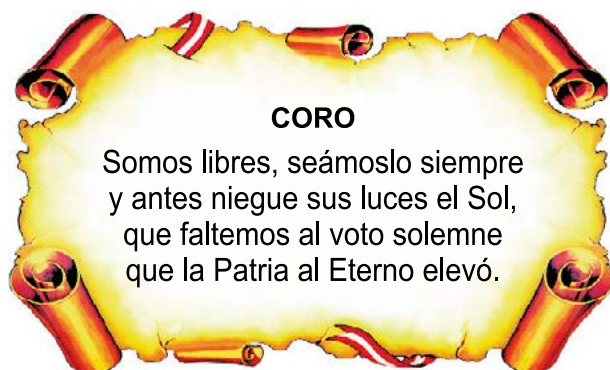 CORO
Somos libres, seámoslo siempre
y antes niegue sus luces el Sol,
que faltemos al voto solemne
que la Patria al Eterno elevó.